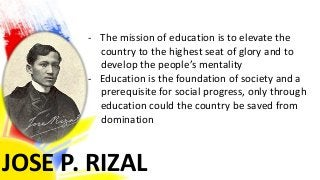 - The mission of education is to elevate the
country to the highest seat of glory and to
develop the people’s mentality
- Education is the foundation of society and a
prerequisite for social progress, only through
education could the country be saved from
domination
Jose Rizal
JOSE P. RIZAL